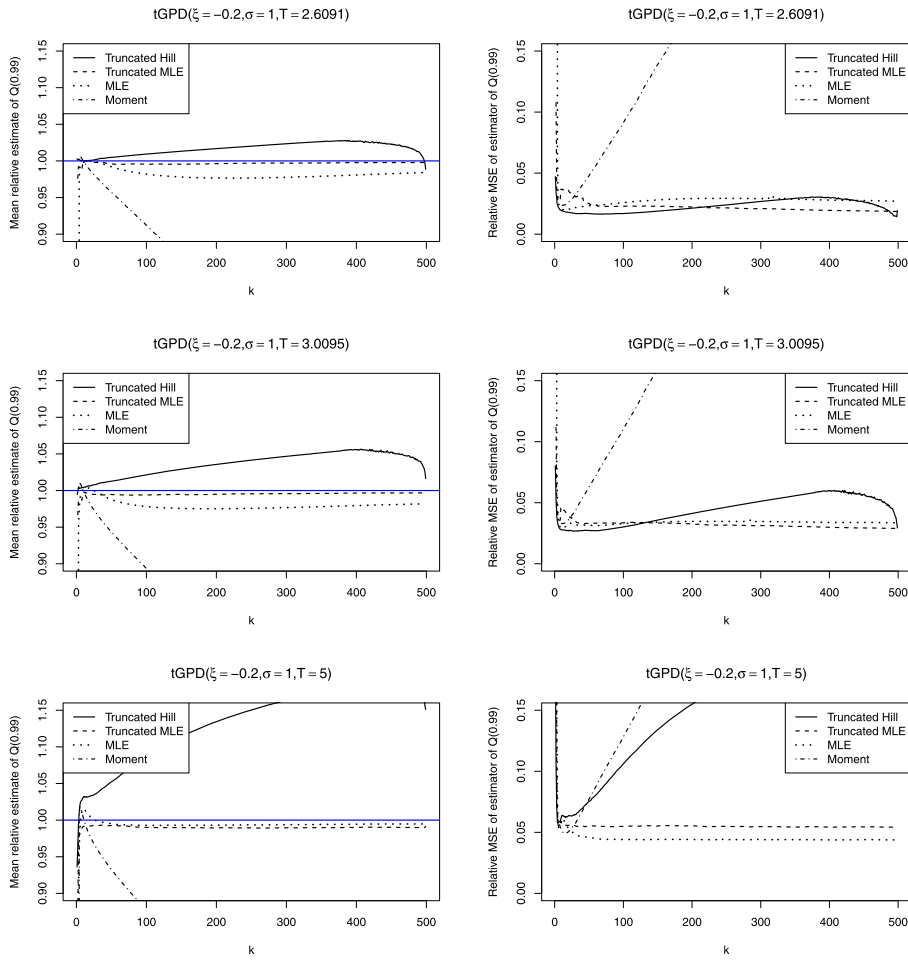 tGPD(ξ = −0.2,σ = 1,T = 2.6091)
Mean relative estimate of Q(0.99)
0.90 0.95 1.00 1.05 1.10 1.15
Truncated Hill
Truncated MLE
MLE
Moment
0 100 200 300 400 500
k
tGPD(ξ = −0.2,σ = 1,T = 2.6091)
Relative MSE of estimator of Q(0.99)
0.00 0.05 0.10 0.15
Truncated Hill
Truncated MLE
MLE
Moment
0 100 200 300 400 500
k
tGPD(ξ = −0.2,σ = 1,T = 3.0095)
Mean relative estimate of Q(0.99)
0.90 0.95 1.00 1.05 1.10 1.15
Truncated Hill
Truncated MLE
MLE
Moment
0 100 200 300 400 500
k
tGPD(ξ = −0.2,σ = 1,T = 3.0095)
Relative MSE of estimator of Q(0.99)
0.00 0.05 0.10 0.15
Truncated Hill
Truncated MLE
MLE
Moment
0 100 200 300 400 500
k
tGPD(ξ = −0.2,σ = 1,T = 5)
Mean relative estimate of Q(0.99)
0.90 0.95 1.00 1.05 1.10 1.15
Truncated Hill
Truncated MLE
MLE
Moment
0 100 200 300 400 500
k
tGPD(ξ = −0.2,σ = 1,T = 5)
Relative MSE of estimator of Q(0.99)
0.00 0.05 0.10 0.15
Truncated Hill
Truncated MLE
MLE
Moment
0 100 200 300 400 500
k